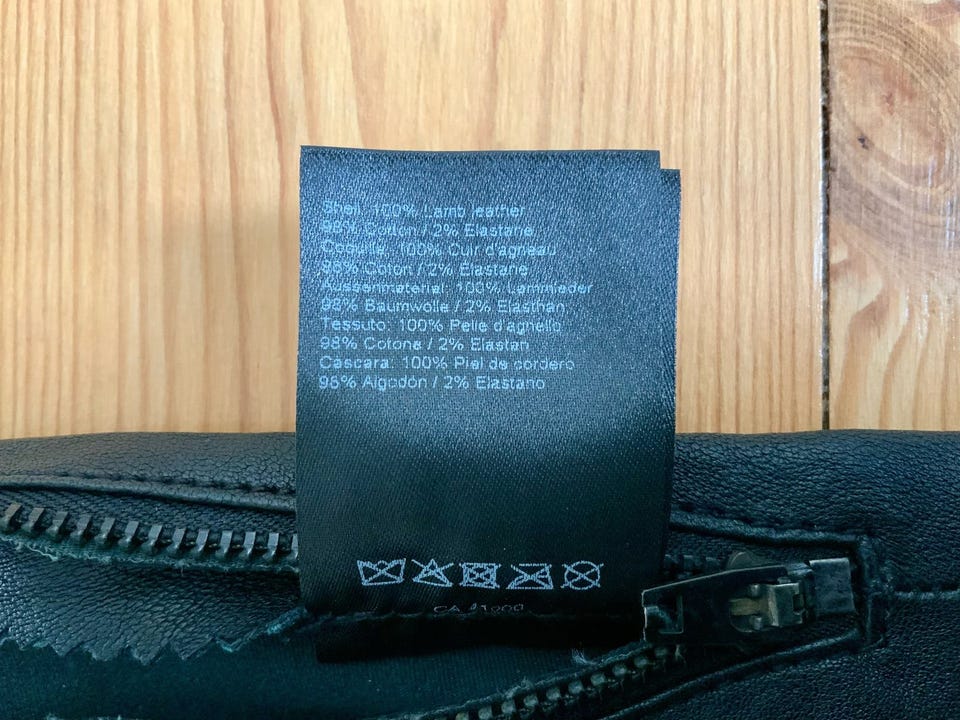 Shell: 100% Lamb leather
98% Cotton / 2% Elastane
Coquille: 100% Cuir d'agneau
98% Coton / 2% Elastane
Aussenmaterial: 100% Lammleder
98% Baumwolle / 2% Elasthan
Tessuto: 100% Pelle d'agnello
98% Cotone / 2% Elastan
Cascara: 100% Piel de cordero
98% Algodón / 2% Elastano
CA